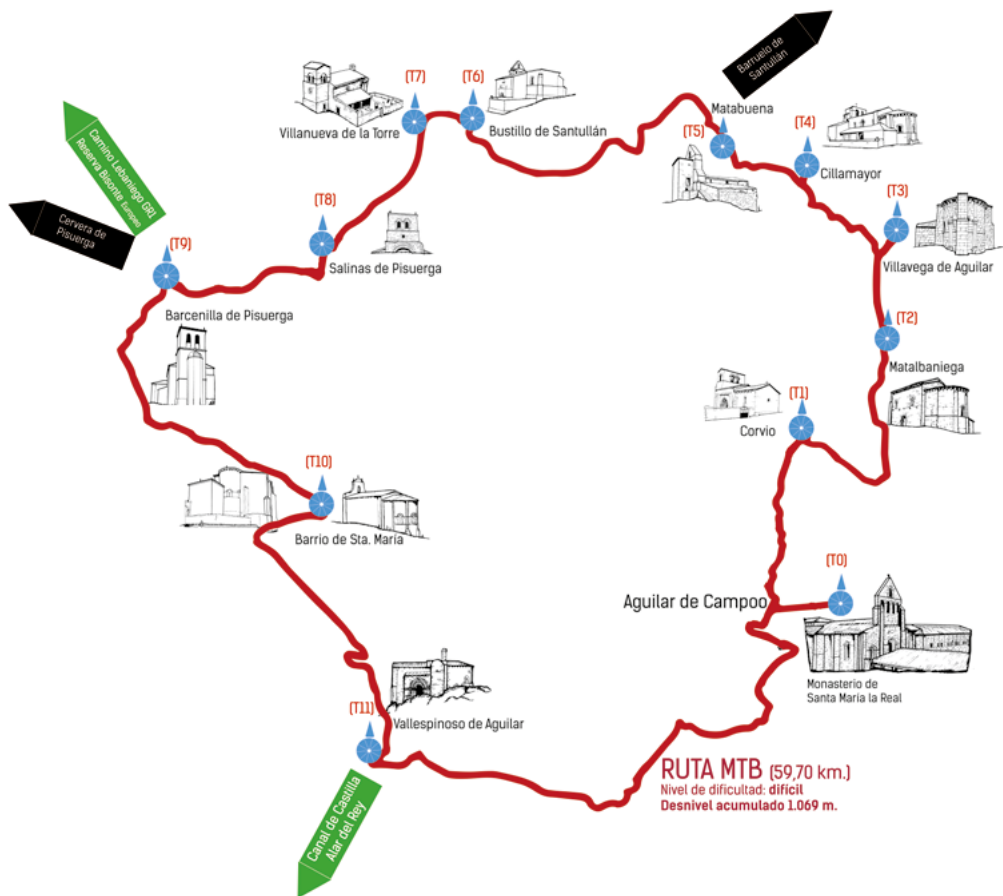 Barruelo de
Santullán
(T7)
(T6)
Villanueva de la Torre
Bustillo de Santullán
Matabuena
(T5)
(T4)
Cillamayor
(T3)
Villavega de Aguilar
Camino Lebaniego GR1
Reserva Bisonte Europeo
Cervera de
Pisuerga
(T8)
Salinas de Pisuerga
(T9)
Barcenilla de Pisuerga
(T2)
Matalbaniega
(T1)
Corvio
(T10)
Barrio de Sta. María
Aguilar de Campoo
(T0)
Monasterio de
Santa María la Real
(T11)
Vallespinoso de Aguilar
Canal de Castilla
Alar del Rey
RUTA MTB (59,70 km.)
Nivel de dificultad: difícil
Desnivel acumulado 1.069 m.